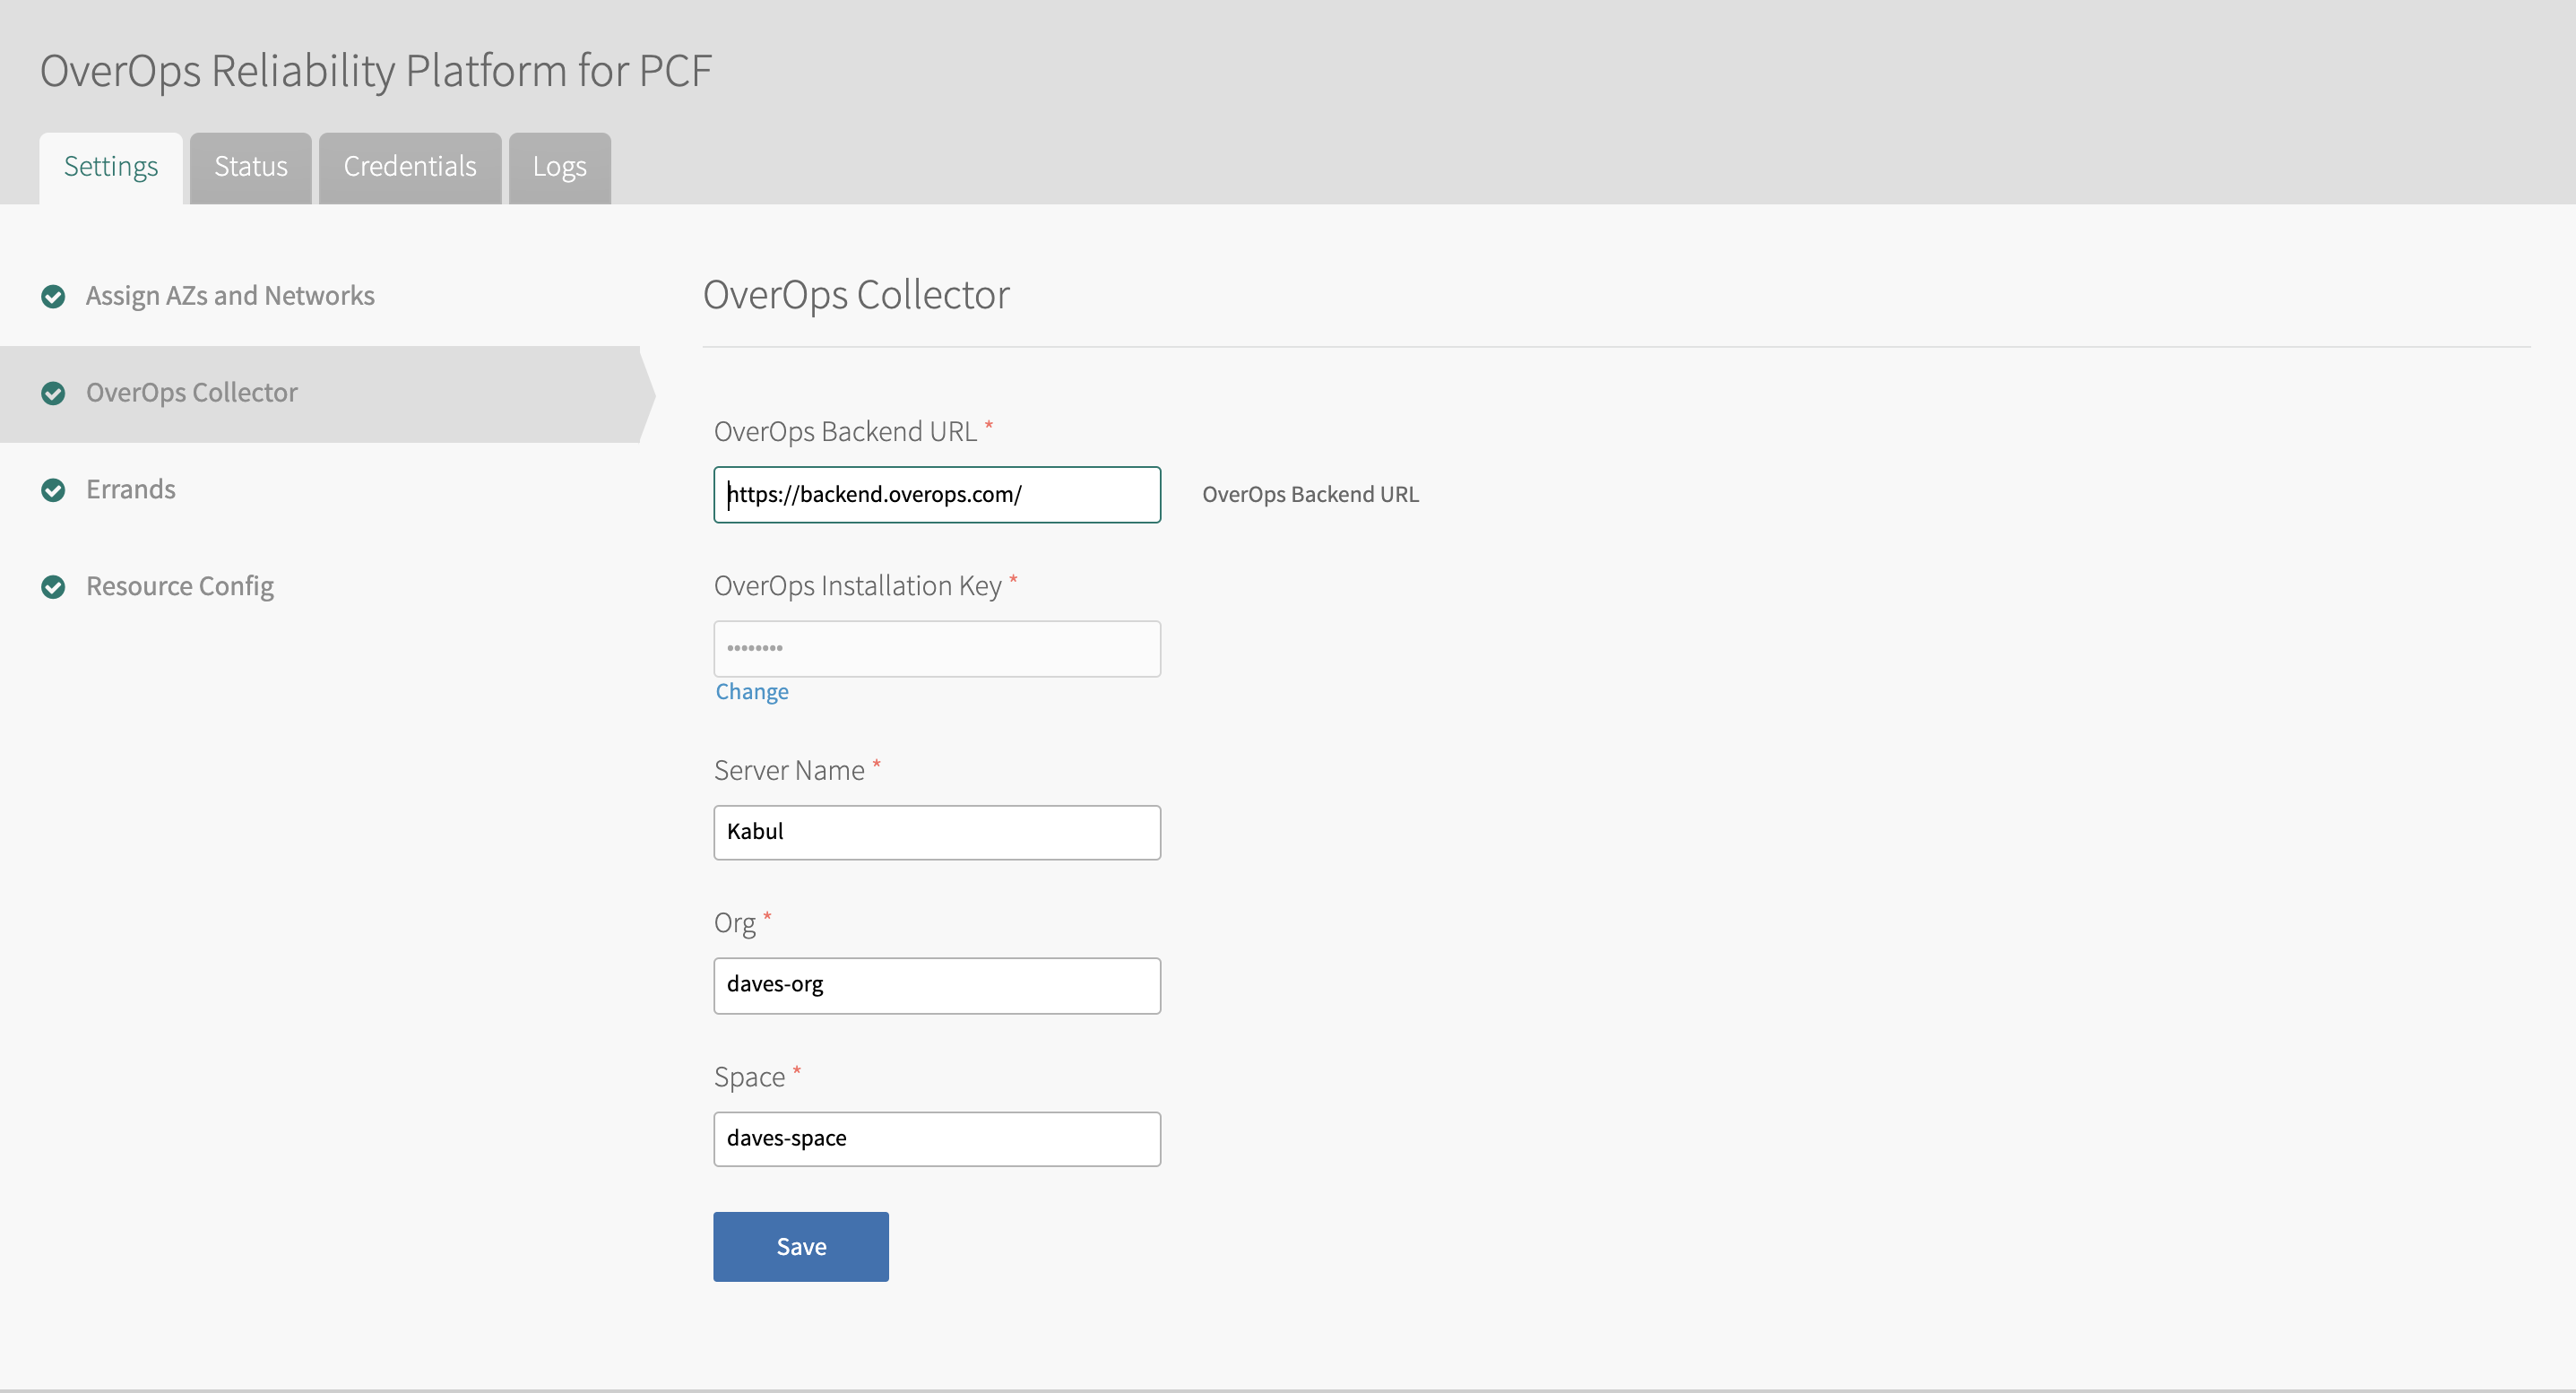 OverOps Reliability Platform for PCF
Settings
Status
Credentials
Logs
Assign AZs and Networks
OverOps Collector
Errands
Resource Config
OverOps Collector
OverOps Backend URL *
https://backend.overops.com/
OverOps Backend URL
OverOps Installation Key *
••••••••
Change
Server Name *
Kabul
Org *
daves-org
Space *
daves-space
Save